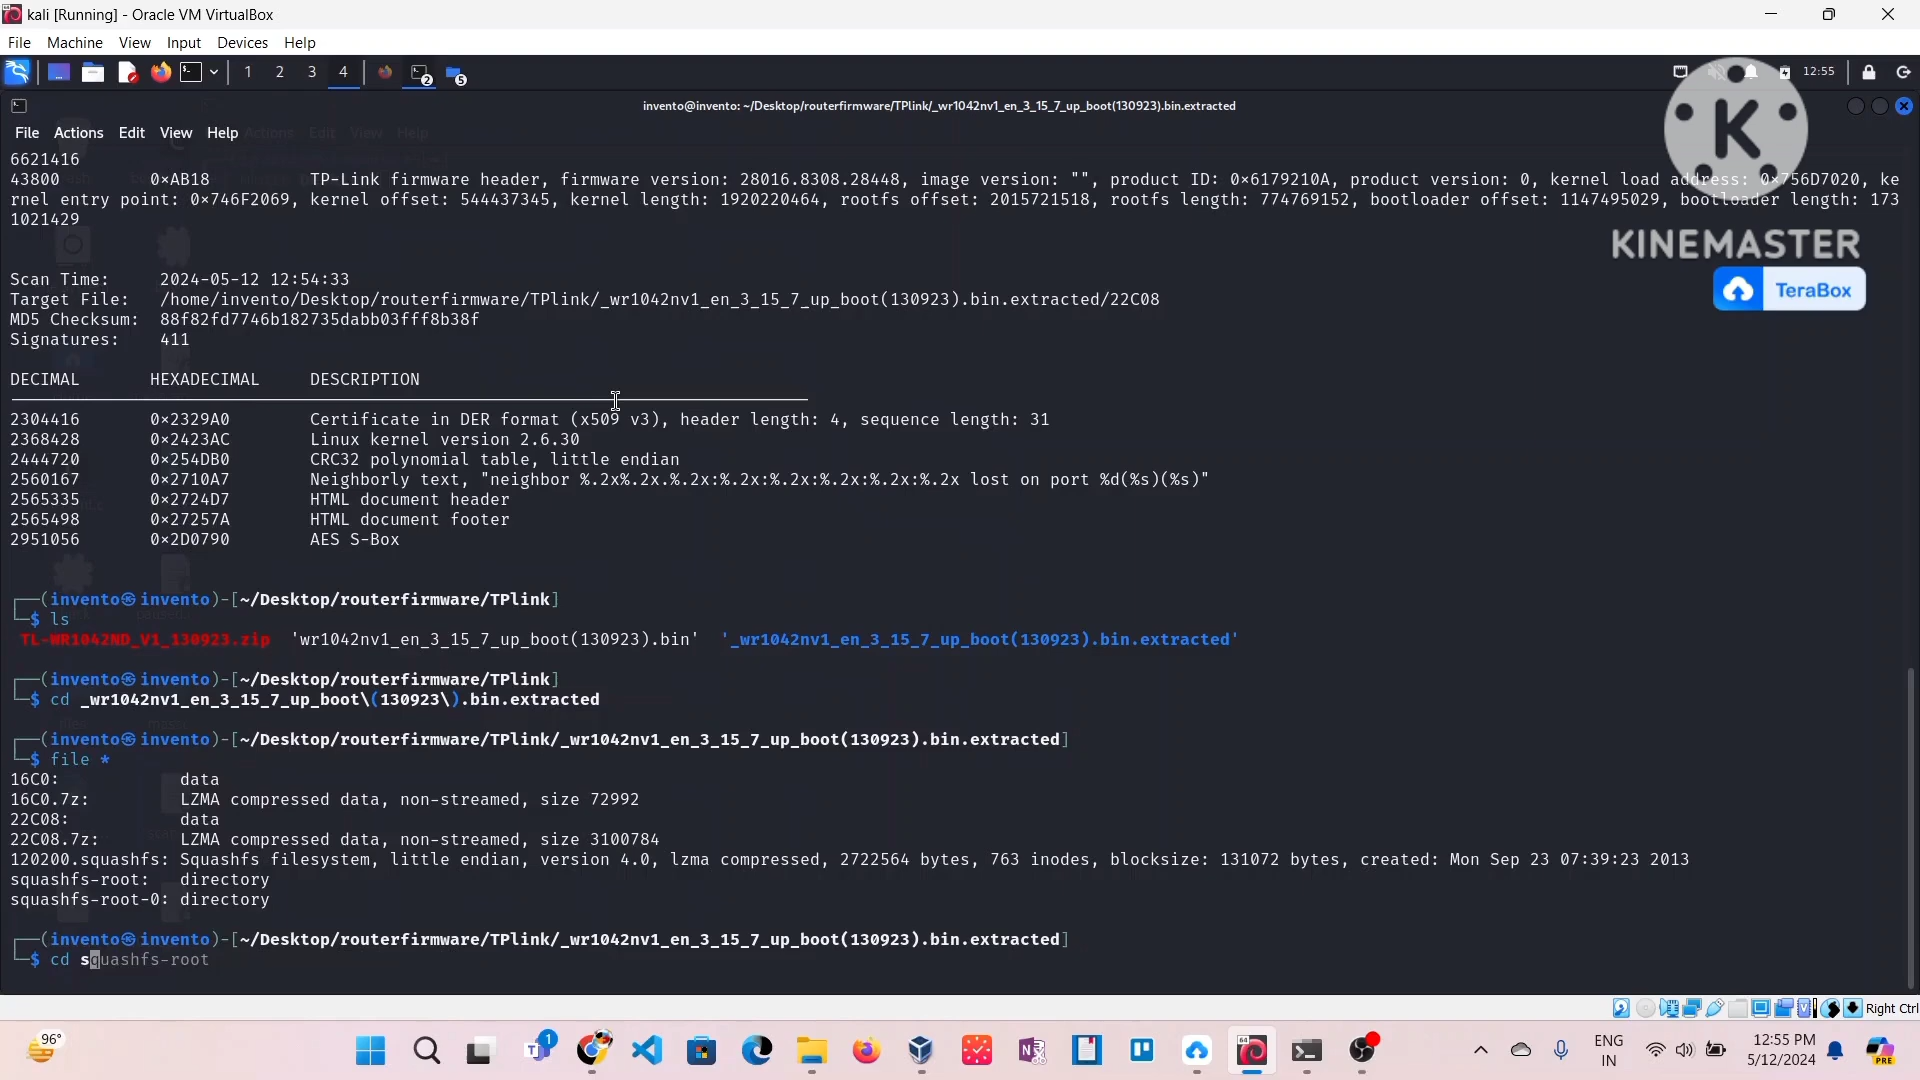 kali [Running] - Oracle VM VirtualBox
File Machine View Input Devices Help
1 2 3 4 2 5 12:55
invento@invento: ~/Desktop/routerfirmware/TPlink/_wr1042nv1_en_3_15_7_up_boot(130923).bin.extracted
File Actions Edit View Help
6621416
43800 0×AB18 TP-Link firmware header, firmware version: 28016.8308.28448, image version: "", product ID: 0×6179210A, product version: 0, kernel load address: 0×756D7020, ke
rnel entry point: 0×746F2069, kernel offset: 544437345, kernel length: 1920220464, rootfs offset: 2015721518, rootfs length: 774769152, bootloader offset: 1147495029, bootloader length: 173
1021429
KINEMASTER
TeraBox
Scan Time: 2024-05-12 12:54:33
Target File: /home/invento/Desktop/routerfirmware/TPlink/_wr1042nv1_en_3_15_7_up_boot(130923).bin.extracted/22C08
MD5 Checksum: 88f82fd7746b182735dabb03fff8b38f
Signatures: 411
DECIMAL HEXADECIMAL DESCRIPTION
2304416 0×2329A0 Certificate in DER format (x509 v3), header length: 4, sequence length: 31
2368428 0×2423AC Linux kernel version 2.6.30
2444720 0×254DB0 CRC32 polynomial table, little endian
2560167 0×2710A7 Neighborly text, "neighbor %.2x%.2x.%.2x:%.2x:%.2x:%.2x:%.2x:%.2x lost on port %d(%s)(%s)"
2565335 0×2724D7 HTML document header
2565498 0×27257A HTML document footer
2951056 0×2D0790 AES S-Box
┌──(invento㉿invento)-[~/Desktop/routerfirmware/TPlink]
└─$ ls
TL-WR1042ND_V1_130923.zip 'wr1042nv1_en_3_15_7_up_boot(130923).bin' '_wr1042nv1_en_3_15_7_up_boot(130923).bin.extracted'
┌──(invento㉿invento)-[~/Desktop/routerfirmware/TPlink]
└─$ cd _wr1042nv1_en_3_15_7_up_boot\(130923\).bin.extracted
┌──(invento㉿invento)-[~/Desktop/routerfirmware/TPlink/_wr1042nv1_en_3_15_7_up_boot(130923).bin.extracted]
└─$ file *
16C0: data
16C0.7z: LZMA compressed data, non-streamed, size 72992
22C08: data
22C08.7z: LZMA compressed data, non-streamed, size 3100784
120200.squashfs: Squashfs filesystem, little endian, version 4.0, lzma compressed, 2722564 bytes, 763 inodes, blocksize: 131072 bytes, created: Mon Sep 23 07:39:23 2013
squashfs-root: directory
squashfs-root-0: directory
┌──(invento㉿invento)-[~/Desktop/routerfirmware/TPlink/_wr1042nv1_en_3_15_7_up_boot(130923).bin.extracted]
└─$ cd squashfs-root
Right Ctrl
96°
1
ENG
IN
12:55 PM
5/12/2024
PRE